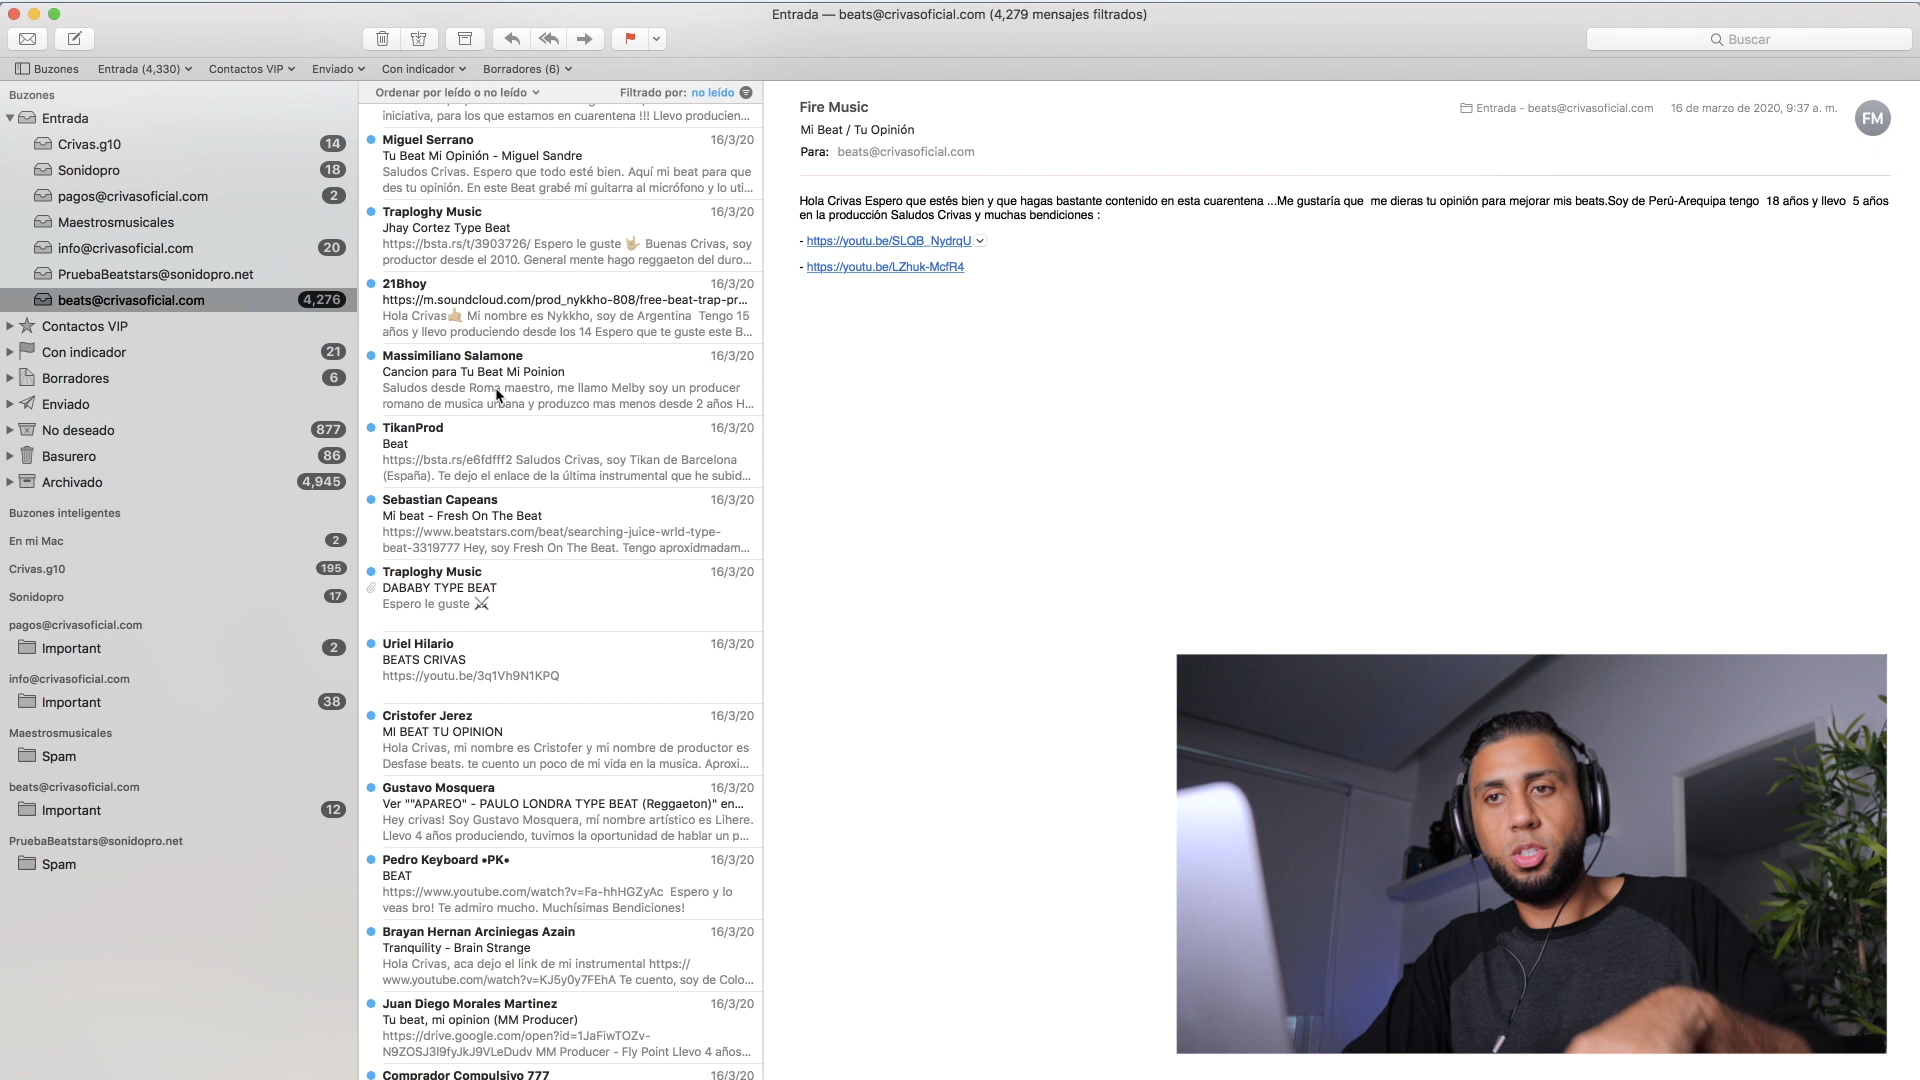 Entrada — beats@crivasoficial.com (4,279 mensajes filtrados)
Buscar
Buzones
Entrada (4,330)
Contactos VIP
Enviado
Con indicador
Borradores (6)
Buzones
Entrada
Crivas.g10 14
Sonidopro 18
pagos@crivasoficial.com 2
Maestrosmusicales
info@crivasoficial.com 20
PruebaBeatstars@sonidopro.net
beats@crivasoficial.com 4,276
Contactos VIP
Con indicador 21
Borradores 6
Enviado
No deseado 877
Basurero 86
Archivado 4,945
Buzones inteligentes
En mi Mac 2
Crivas.g10 195
Sonidopro 17
pagos@crivasoficial.com
Important 2
info@crivasoficial.com
Important 38
Maestrosmusicales
Spam
beats@crivasoficial.com
Important 12
PruebaBeatstars@sonidopro.net
Spam
Ordenar por leído o no leído
Filtrado por: no leído
iniciativa, para los que estamos en cuarentena !!! Llevo producien...
Miguel Serrano 16/3/20
Tu Beat Mi Opinión - Miguel Sandre
Saludos Crivas. Espero que todo esté bien. Aquí mi beat para que
des tu opinión. En este Beat grabé mi guitarra al micrófono y lo uti...
Traploghy Music 16/3/20
Jhay Cortez Type Beat
https://bsta.rs/t/3903726/ Espero le guste 🤟🏼 Buenas Crivas, soy
productor desde el 2010. General mente hago reggaeton del duro...
21Bhoy 16/3/20
https://m.soundcloud.com/prod_nykkho-808/free-beat-trap-pr...
Hola Crivas🤙🏼 Mi nombre es Nykkho, soy de Argentina Tengo 15
años y llevo produciendo desde los 14 Espero que te guste este B...
Massimiliano Salamone 16/3/20
Cancion para Tu Beat Mi Poinion
Saludos desde Roma maestro, me llamo Melby soy un producer
romano de musica urbana y produzco mas menos desde 2 años H...
TikanProd 16/3/20
Beat
https://bsta.rs/e6fdfff2 Saludos Crivas, soy Tikan de Barcelona
(España). Te dejo el enlace de la última instrumental que he subid...
Sebastian Capeans 16/3/20
Mi beat - Fresh On The Beat
https://www.beatstars.com/beat/searching-juice-wrld-type-
beat-3319777 Hey, soy Fresh On The Beat. Tengo aproxidmadam...
Traploghy Music 16/3/20
DABABY TYPE BEAT
Espero le guste ⚔
Uriel Hilario 16/3/20
BEATS CRIVAS
https://youtu.be/3q1Vh9N1KPQ
Cristofer Jerez 16/3/20
MI BEAT TU OPINION
Hola Crivas, mi nombre es Cristofer y mi nombre de productor es
Desfase beats. te cuento un poco de mi vida en la musica. Aproxi...
Gustavo Mosquera 16/3/20
Ver ""APAREO" - PAULO LONDRA TYPE BEAT (Reggaeton)" en...
Hey crivas! Soy Gustavo Mosquera, mí nombre artístico es Lihere.
Llevo 4 años produciendo, tuvimos la oportunidad de hablar un p...
Pedro Keyboard •PK• 16/3/20
BEAT
https://www.youtube.com/watch?v=Fa-hhHGZyAc Espero y lo
veas bro! Te admiro mucho. Muchísimas Bendiciones!
Brayan Hernan Arciniegas Azain 16/3/20
Tranquility - Brain Strange
Hola Crivas, aca dejo el link de mi instrumental https://
www.youtube.com/watch?v=KJ5y0y7FEhA Te cuento, soy de Colo...
Juan Diego Morales Martinez 16/3/20
Tu beat, mi opinion (MM Producer)
https://drive.google.com/open?id=1JaFiwTOZv-
N9ZOSJ3I9fyJkJ9VLeDudv MM Producer - Fly Point Llevo 4 años...
Comprador Compulsivo 777 16/3/20
Fire Music
Entrada - beats@crivasoficial.com 16 de marzo de 2020, 9:37 a. m.
FM
Mi Beat / Tu Opinión
Para: beats@crivasoficial.com
Hola Crivas Espero que estés bien y que hagas bastante contenido en esta cuarentena ...Me gustaría que me dieras tu opinión para mejorar mis beats.Soy de Perú-Arequipa tengo 18 años y llevo 5 años
en la producción Saludos Crivas y muchas bendiciones :
- https://youtu.be/SLQB_NydrqU
- https://youtu.be/LZhuk-McfR4